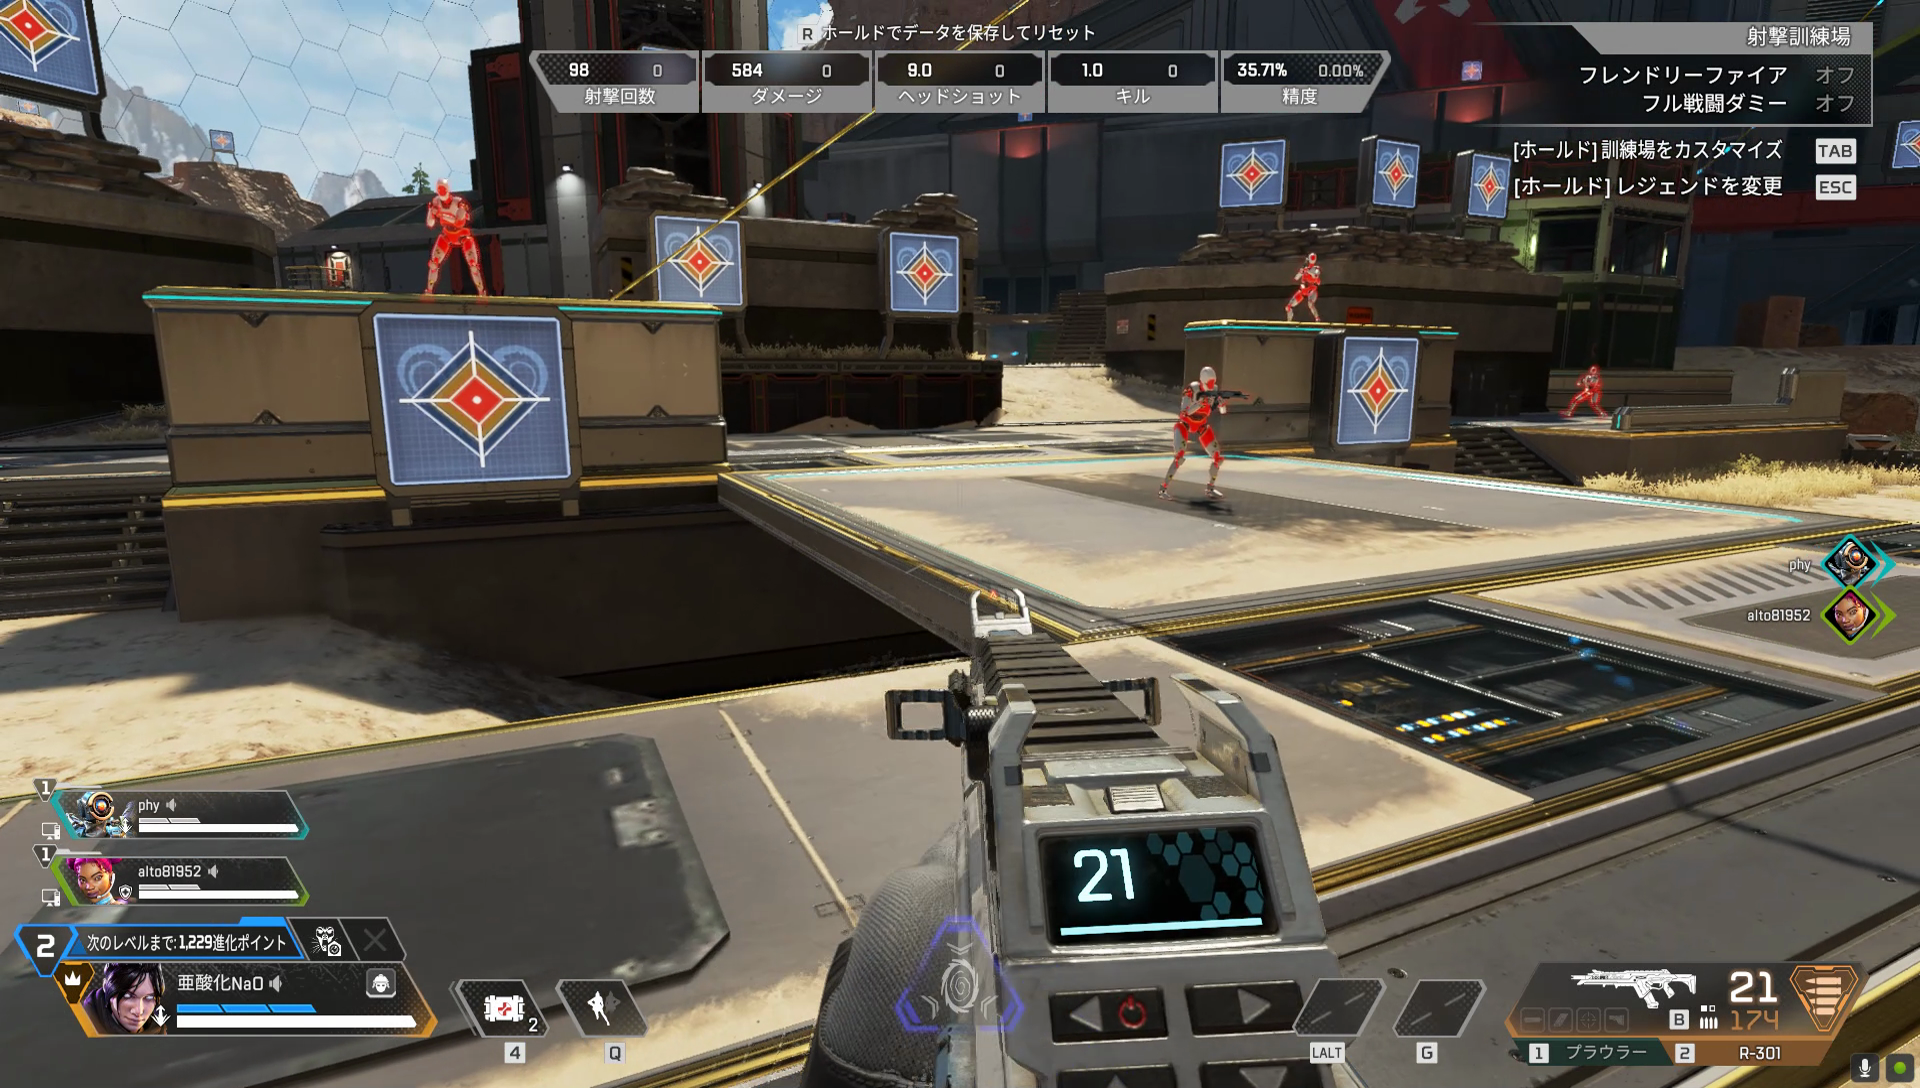 R ホールドでデータを保存してリセット
98 0
射撃回数
584 0
ダメージ
9.0 0
ヘッドショット
1.0 0
キル
35.71% 0.00%
精度
射撃訓練場
フレンドリーファイア オフ
フル戦闘ダミー オフ
[ホールド]訓練場をカスタマイズ TAB
[ホールド]レジェンドを変更 ESC
phy
alto81952
1
phy
1
alto81952
2
次のレベルまで:1,229進化ポイント
亜酸化NaO
2
4
Q
21
LALT
G
21
B
174
1 プラウラー
2 R-301